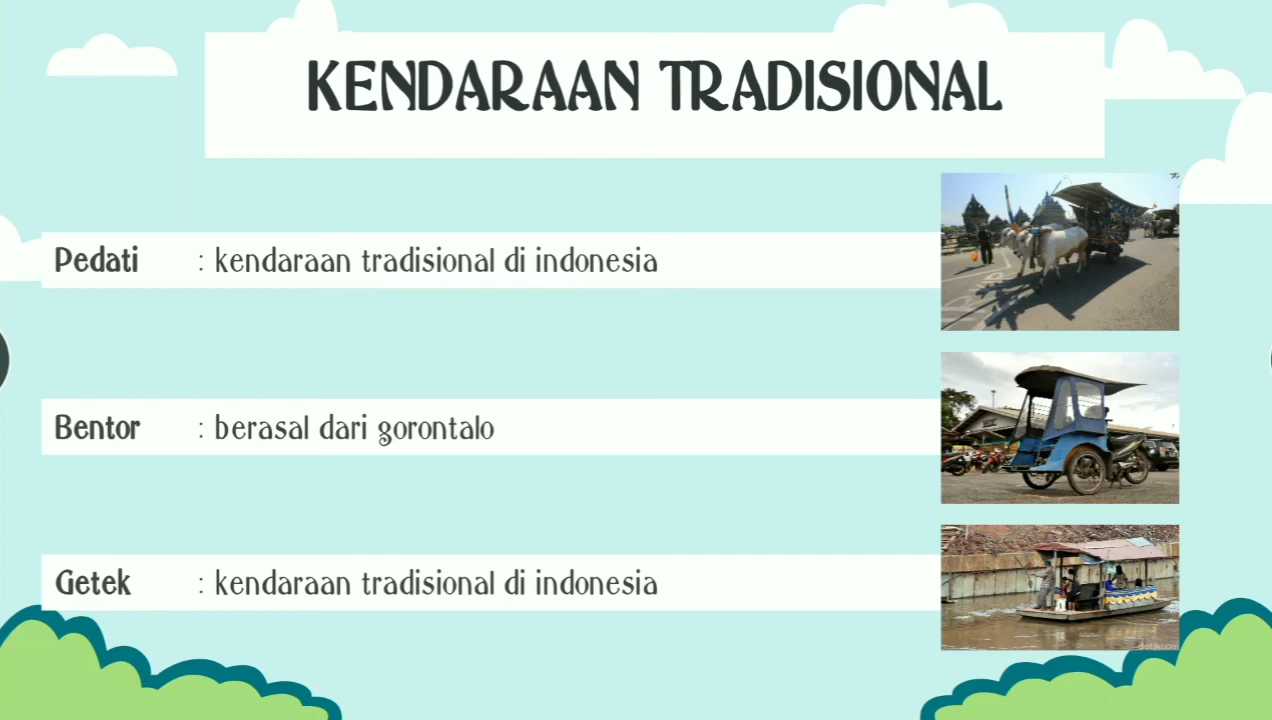 KENDARAAN TRADISIONAL
Pedati : kendaraan tradisional di indonesia
Bentor : berasal dari gorontalo
Getek : kendaraan tradisional di indonesia